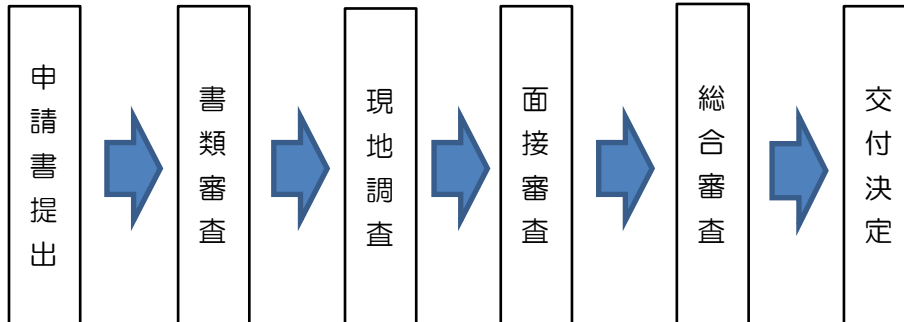 申請書提出
書類審査
現地調査
面接審査
総合審査
交付決定